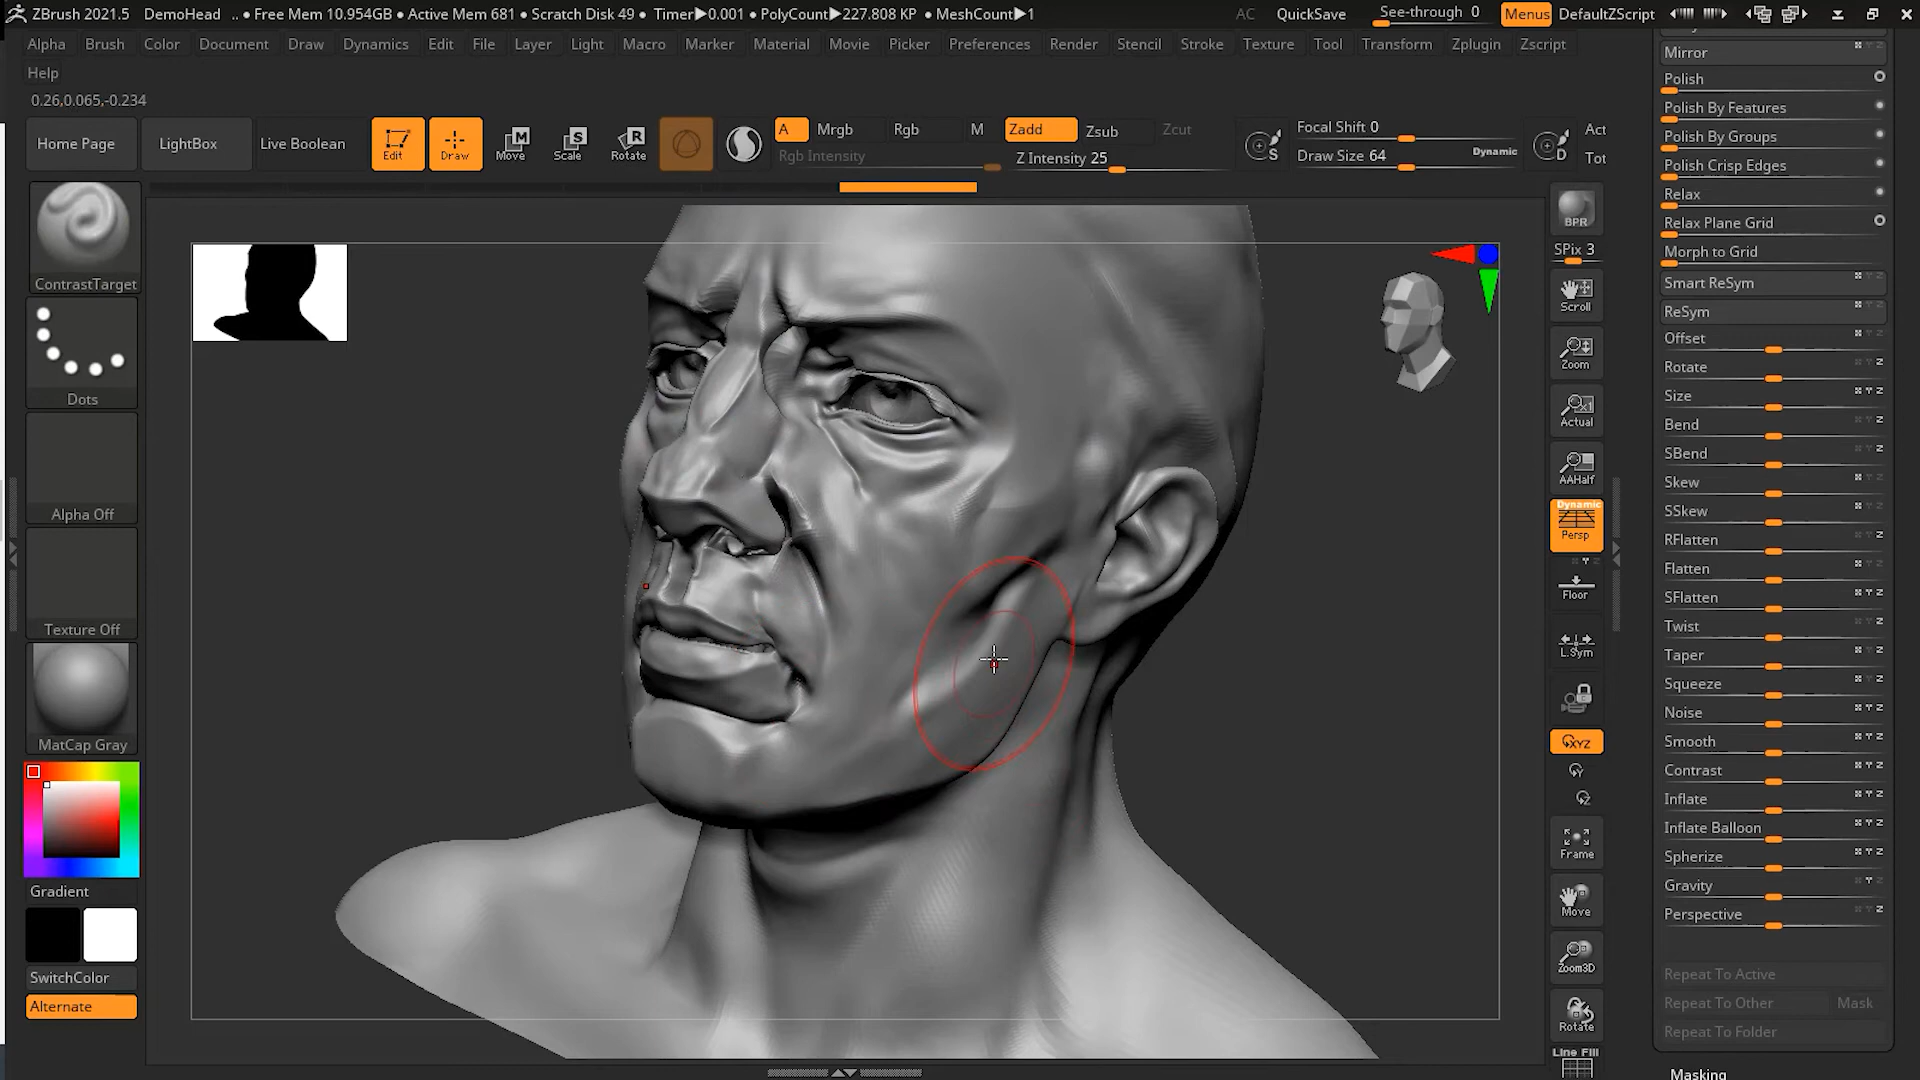 ZBrush 2021.5 DemoHead .. ● Free Mem 10.954GB ● Active Mem 681 ● Scratch Disk 49 ● Timer▶0.001 ● PolyCount▶227.808 KP ● MeshCount▶1 AC QuickSave See-through 0 Menus DefaultZScript
Alpha Brush Color Document Draw Dynamics Edit File Layer Light Macro Marker Material Movie Picker Preferences Render Stencil Stroke Texture Tool Transform Zplugin Zscript
Help
0.26,0.065,-0.234
Home Page LightBox Live Boolean Edit Draw Move Scale Rotate
M S R
A Mrgb Rgb M Zadd Zsub Zcut
Rgb Intensity Z Intensity 25
S Focal Shift 0
Draw Size 64 Dynamic D
Act
Tot
ContrastTarget
Dots
Alpha Off
Texture Off
MatCap Gray
Gradient
SwitchColor
Alternate
BPR
SPix 3
Scroll
Zoom
Actual
AAHalf
Dynamic
Persp
Floor
L.Sym
XYZ
Y
Z
Frame
Move
Zoom3D
Rotate
Line Fill
Mirror
Polish
Polish By Features
Polish By Groups
Polish Crisp Edges
Relax
Relax Plane Grid
Morph to Grid
Smart ReSym
ReSym
Offset
Rotate
Size
Bend
SBend
Skew
SSkew
RFlatten
Flatten
SFlatten
Twist
Taper
Squeeze
Noise
Smooth
Contrast
Inflate
Inflate Balloon
Spherize
Gravity
Perspective
Repeat To Active
Repeat To Other Mask
Repeat To Folder
Masking